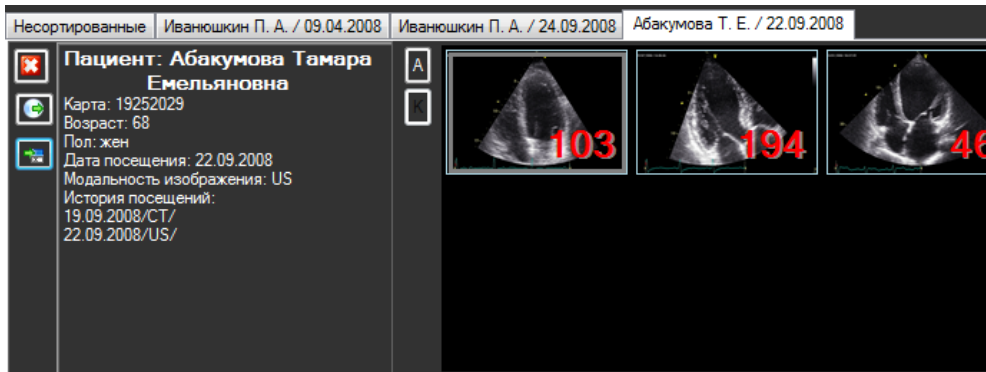 Несортированные
Иванюшкин П. А. / 09.04.2008
Иванюшкин П. А. / 24.09.2008
Абакумова Т. Е. / 22.09.2008
Пациент: Абакумова Тамара
Емельяновна
Карта: 19252029
Возраст: 68
Пол: жен
Дата посещения: 22.09.2008
Модальность изображения: US
История посещений:
19.09.2008/CT/
22.09.2008/US/
A
K
103
194
46